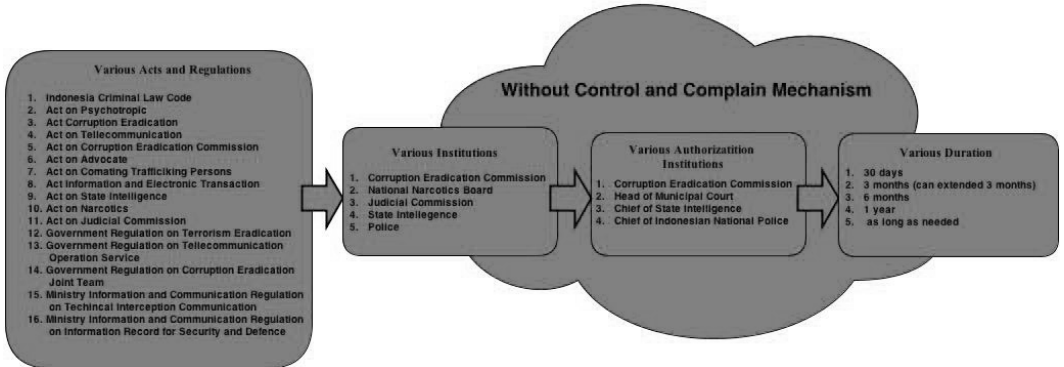 Various Acts and Regulations
1. Indonesia Criminal Law Code
2. Act on Psychotropic
3. Act Corruption Eradication
4. Act on Tellecommunication
5. Act on Corruption Eradication Commission
6. Act on Advocate
7. Act on Comating Trafficiking Persons
8. Act Information and Electronic Transaction
9. Act on State Intelligence
10. Act on Narcotics
11. Act on Judicial Commission
12. Government Regulation on Terrorism Eradication
13. Government Regulation on Tellecommunication
Operation Service
14. Government Regulation on Corruption Eradication
Joint Team
15. Ministry Information and Communication Regulation
on Techincal Interception Communication
16. Ministry Information and Communication Regulation
on Information Record for Security and Defence
Without Control and Complain Mechanism
Various Institutions
1. Corruption Eradication Commission
2. National Narcotics Board
3. Judicial Commission
4. State Intellegence
5. Police
Various Authorizatition
Institutions
1. Corruption Eradication Commission
2. Head of Municipal Court
3. Chief of State Intelligence
4. Chief of Indonesian National Police
Various Duration
1. 30 days
2. 3 months (can extended 3 months)
3. 6 months
4. 1 year
5. as long as needed